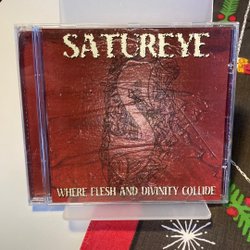 SATUREYE
WHERE FLESH AND DIVINITY COLLIDE